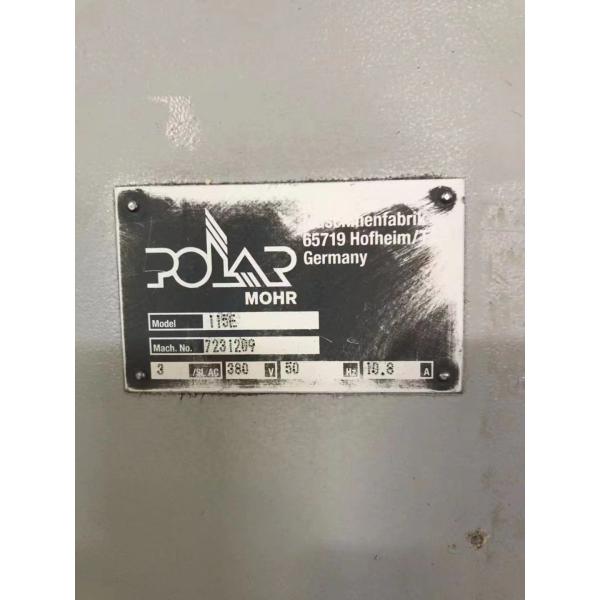 POLAR
MOHR
65719 Hofheim/T
Germany
Model 115E
Mach. No. 7231209
3 /SL AC 380 V 50 Hz 10.8 A